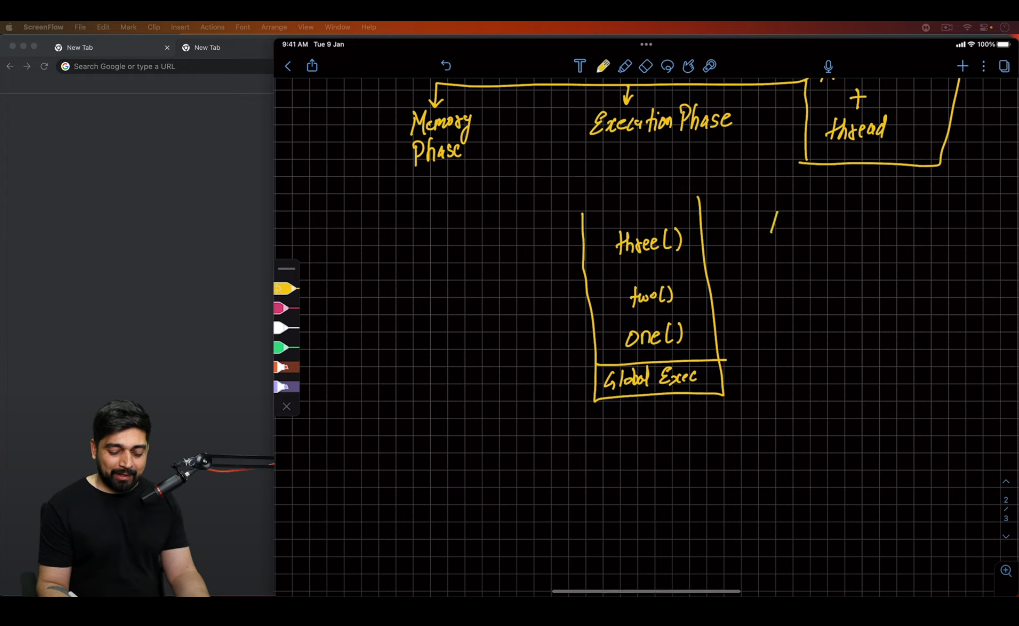 ScreenFlow File Edit Mark Clip Insert Actions Font Arrange View Window Help
New Tab
New Tab
Search Google or type a URL
9:41 AM Tue 9 Jan
100%
+
thread
Memory
Phase
Execution Phase
three()
two()
one()
Global Exec
2
/
3